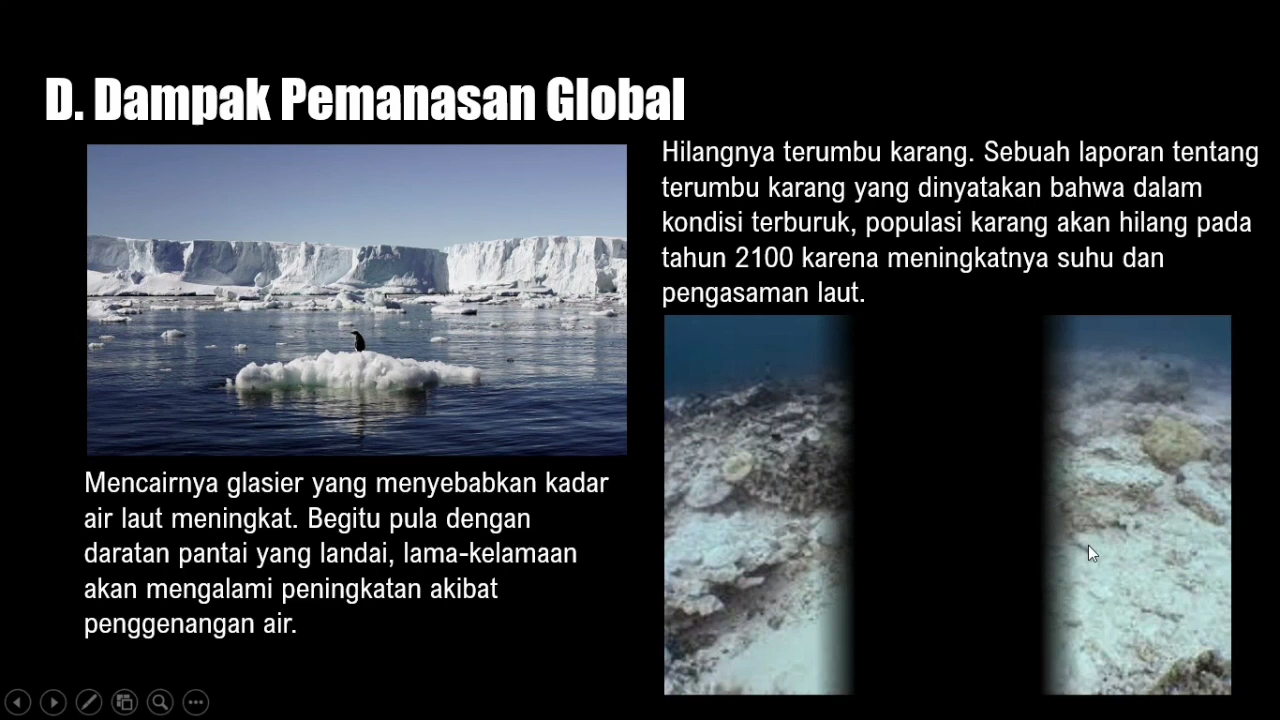 D. Dampak Pemanasan Global
Mencairnya glasier yang menyebabkan kadar
air laut meningkat. Begitu pula dengan
daratan pantai yang landai, lama-kelamaan
akan mengalami peningkatan akibat
penggenangan air.
Hilangnya terumbu karang. Sebuah laporan tentang
terumbu karang yang dinyatakan bahwa dalam
kondisi terburuk, populasi karang akan hilang pada
tahun 2100 karena meningkatnya suhu dan
pengasaman laut.